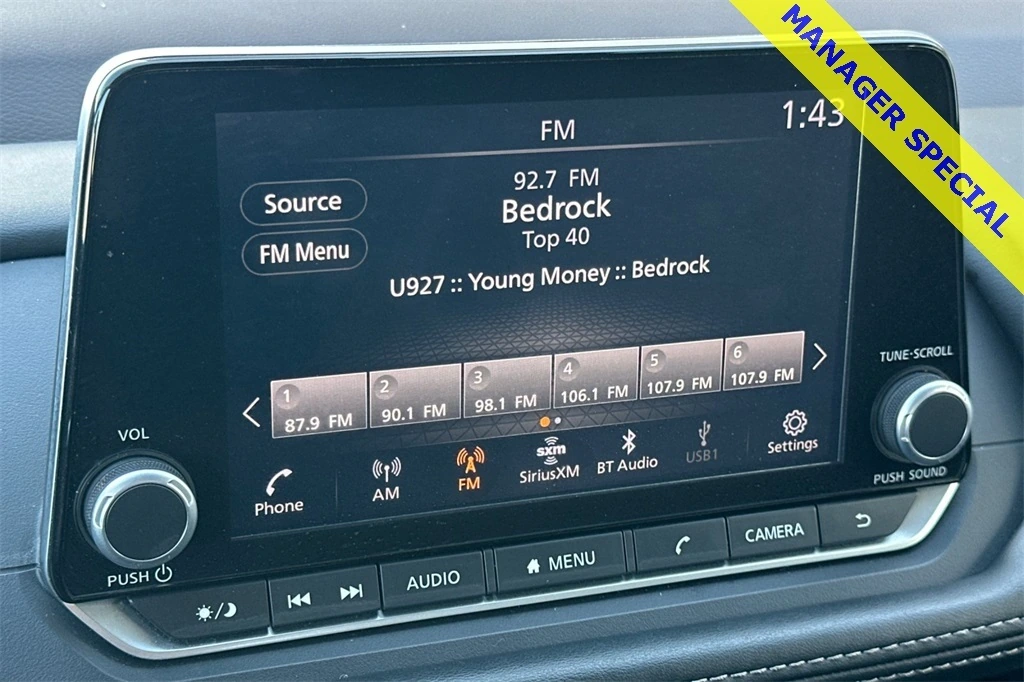 MANAGER SPECIAL
FM
1:43
92.7 FM
Source
Bedrock
Top 40
FM Menu
U927 :: Young Money :: Bedrock
1 2 3 4 5 6
87.9 FM 90.1 FM 98.1 FM 106.1 FM 107.9 FM 107.9 FM
TUNE·SCROLL
VOL
Phone AM FM sxm SiriusXM BT Audio USB1 Settings
PUSH SOUND
PUSH
AUDIO MENU CAMERA